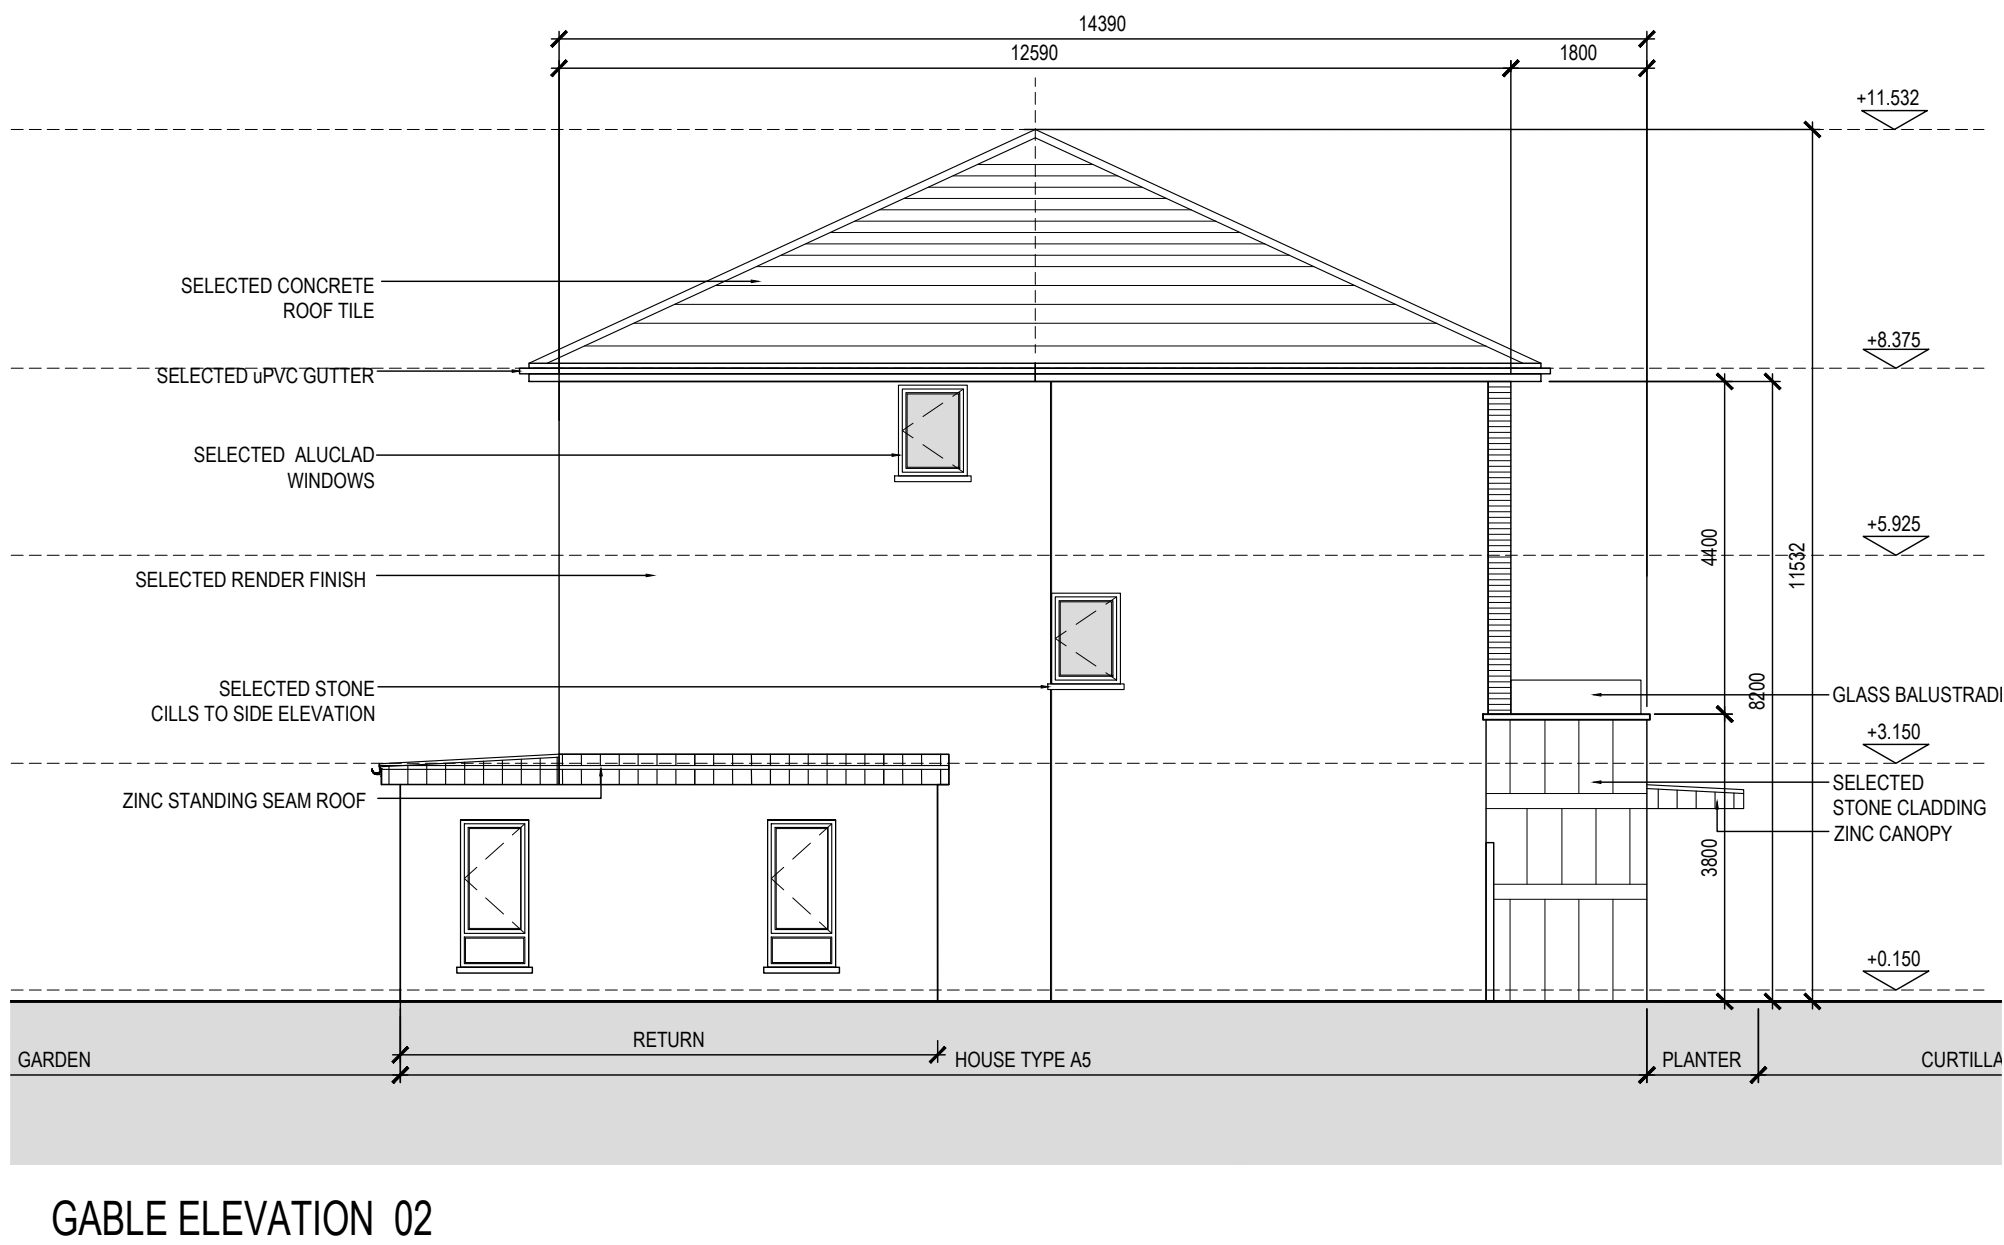 14390
12590
1800
+11.532
SELECTED CONCRETE
ROOF TILE
+8.375
SELECTED uPVC GUTTER
SELECTED ALUCLAD
WINDOWS
+5.925
4400
11532
SELECTED RENDER FINISH
SELECTED STONE
CILLS TO SIDE ELEVATION
8200
GLASS BALUSTRADE
+3.150
SELECTED
STONE CLADDING
ZINC CANOPY
ZINC STANDING SEAM ROOF
3800
+0.150
RETURN
GARDEN
HOUSE TYPE A5
PLANTER
CURTILLA
GABLE ELEVATION 02